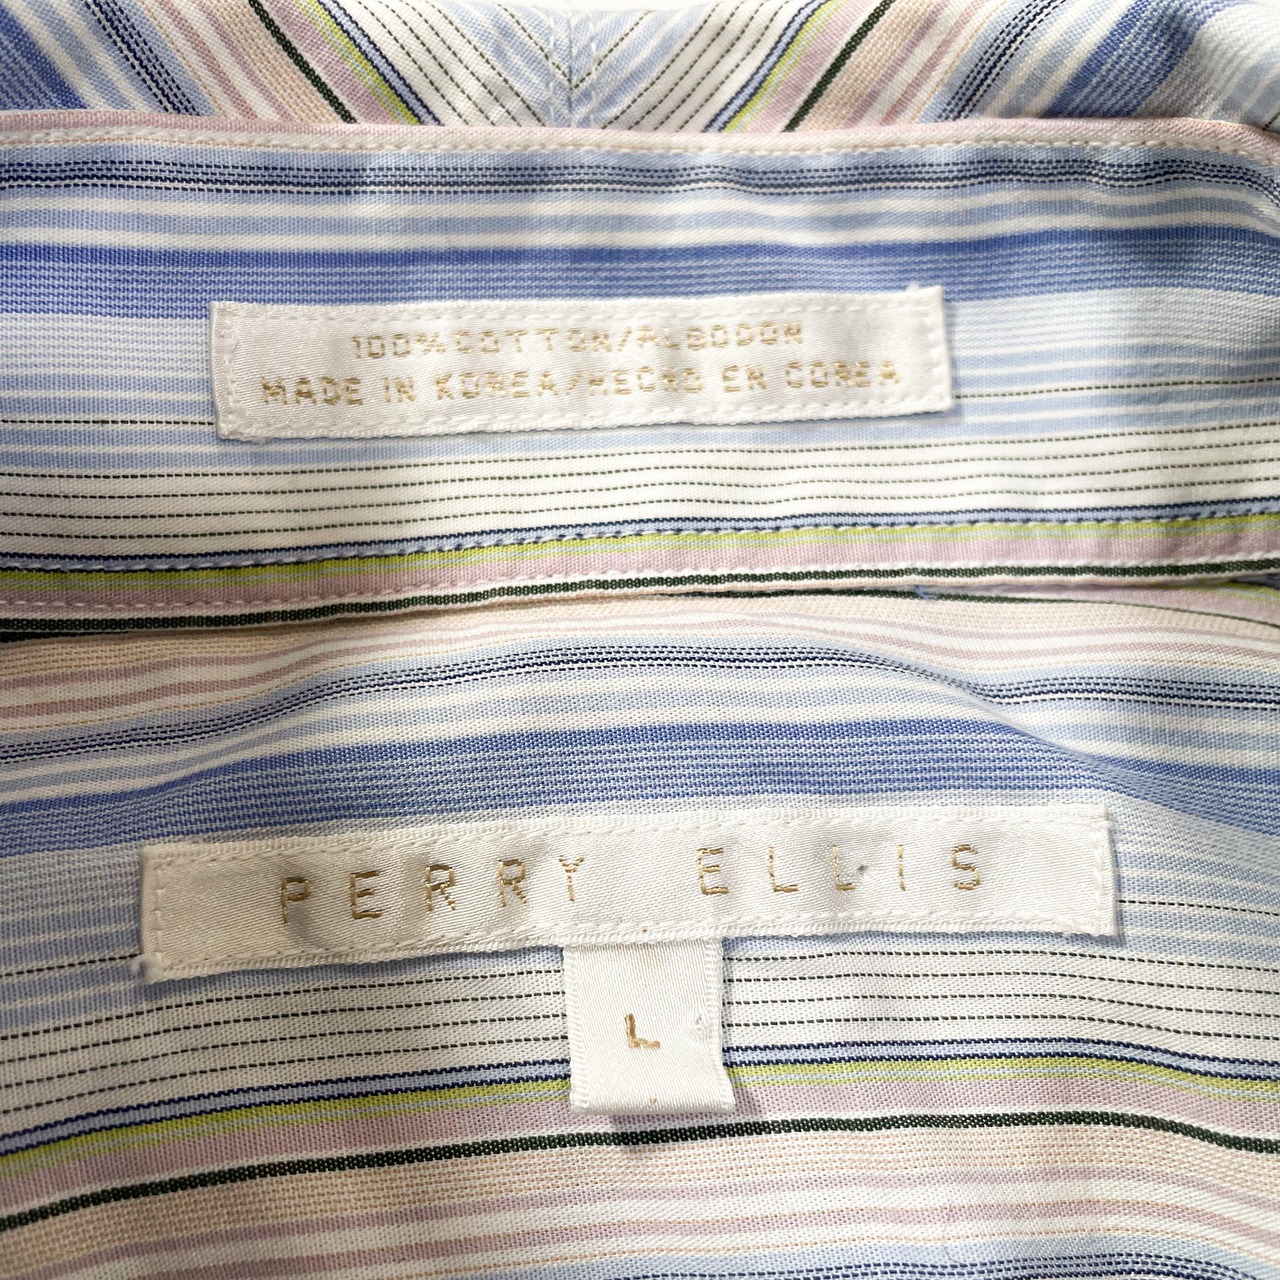 100% COTTON/ALGODON
MADE IN KOREA/HECHO EN COREA
PERRY ELLIS
L